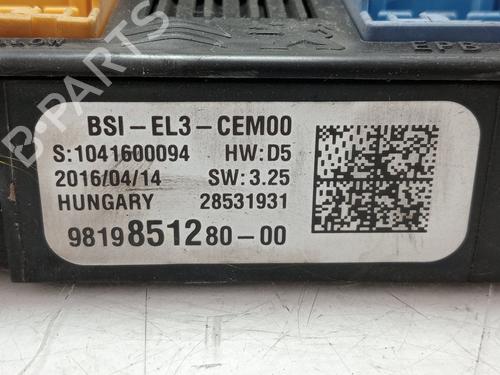 B-PARTS
EPB
BSI-EL3-CEM00
S:1041600094 HW:D5
2016/04/14 SW:3.25
HUNGARY 28531931
9819851280-00